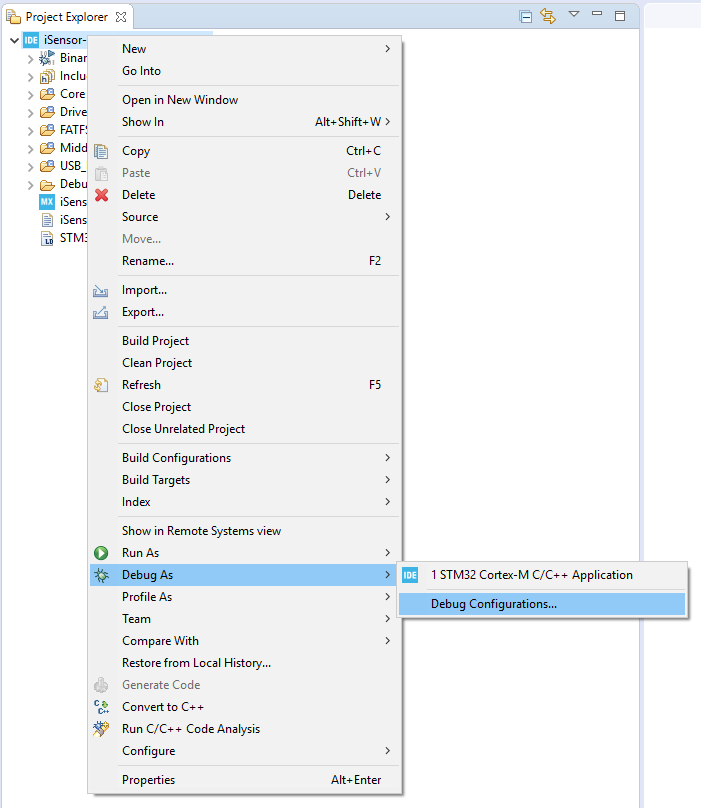 Project Explorer
IDE iSensor-
Binar
Inclu
Core
Drive
FATFS
Midd
USB_
Debu
MX iSens
iSens
LD STM3
New
Go Into
Open in New Window
Show In Alt+Shift+W
Copy Ctrl+C
Paste Ctrl+V
Delete Delete
Source
Move...
Rename... F2
Import...
Export...
Build Project
Clean Project
Refresh F5
Close Project
Close Unrelated Project
Build Configurations
Build Targets
Index
Show in Remote Systems view
Run As
Debug As
Profile As
Team
Compare With
Restore from Local History...
Generate Code
Convert to C++
Run C/C++ Code Analysis
Configure
Properties Alt+Enter
IDE 1 STM32 Cortex-M C/C++ Application
Debug Configurations...